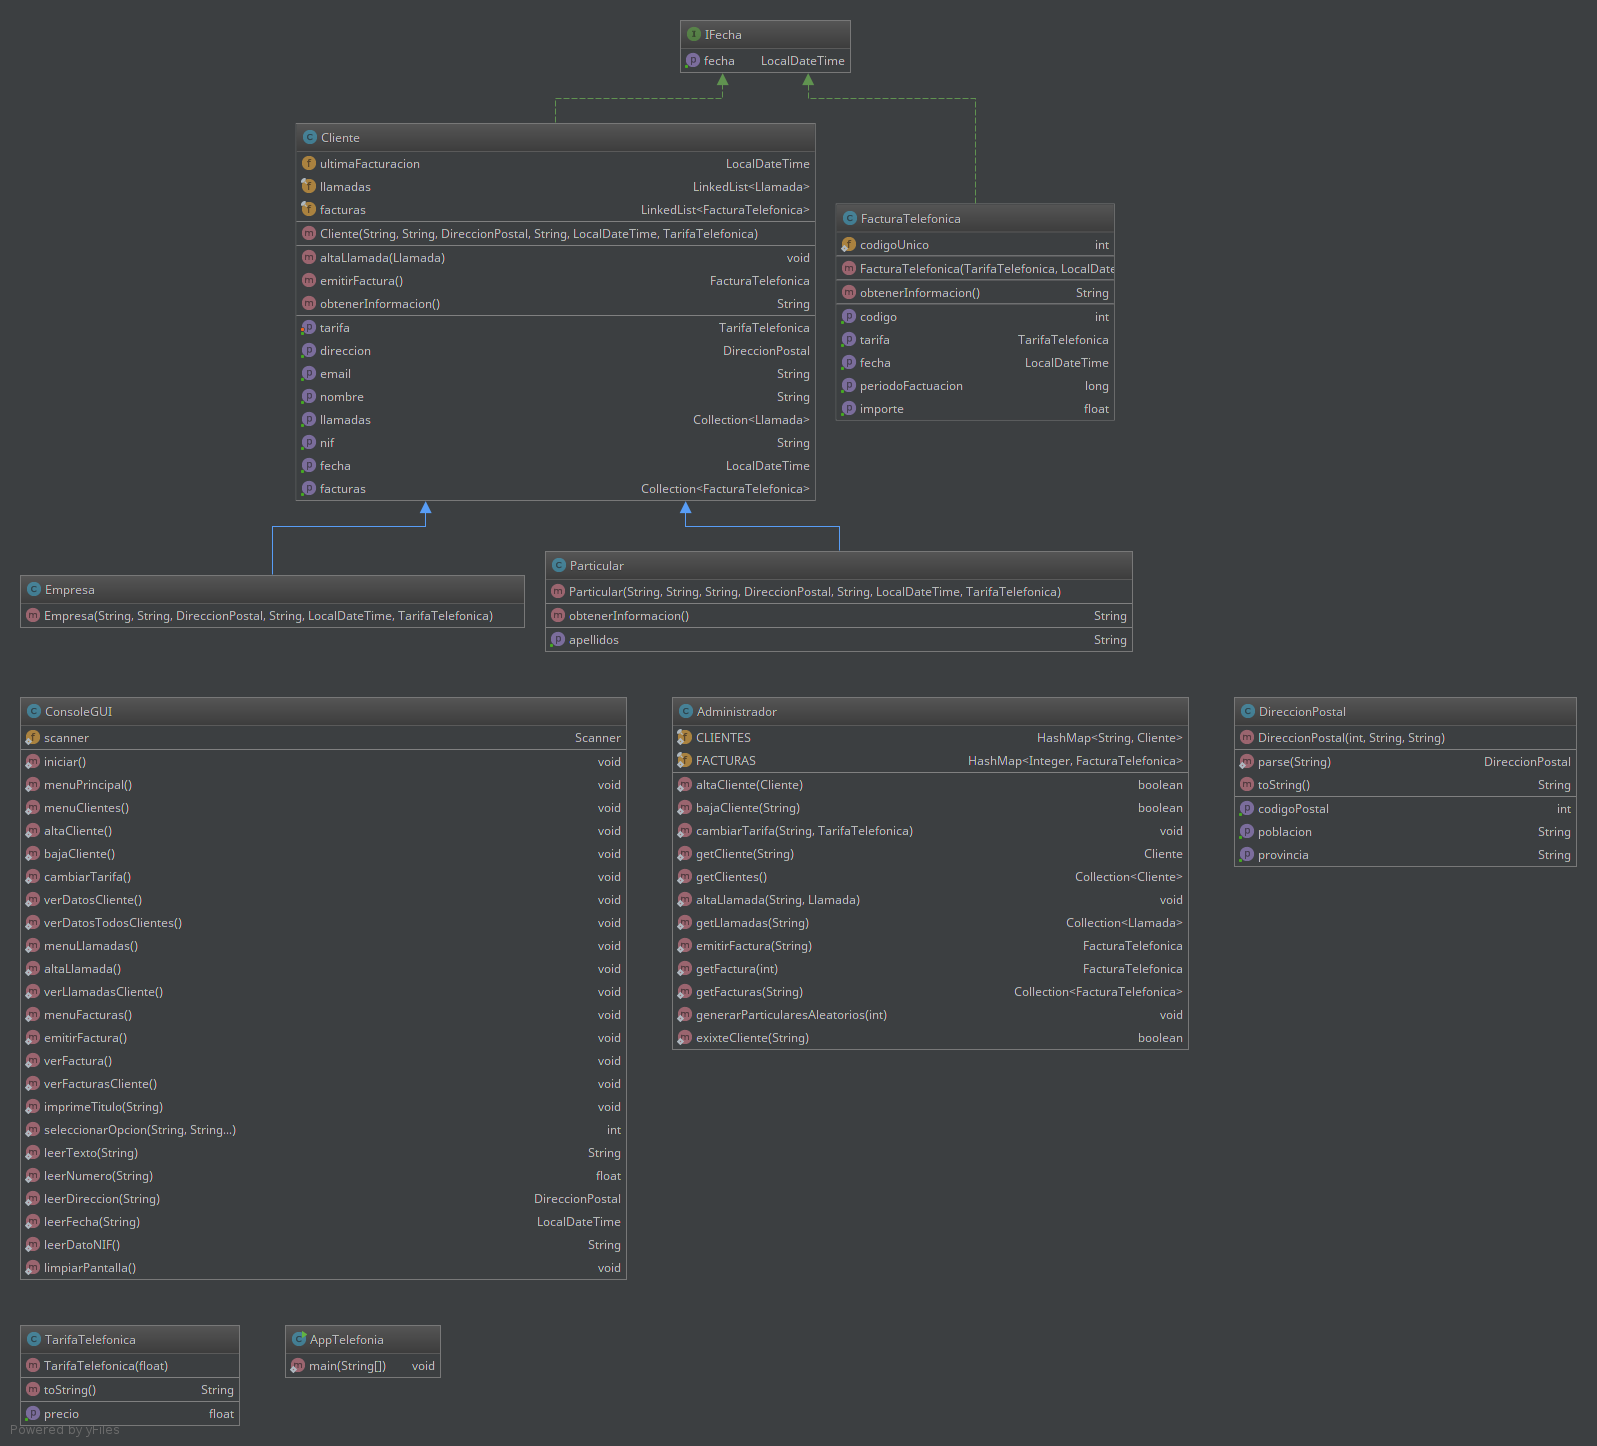 IFecha
fecha LocalDateTime
Cliente
ultimaFacturacion LocalDateTime
llamadas LinkedList<Llamada>
facturas LinkedList<FacturaTelefonica>
Cliente(String, String, DireccionPostal, String, LocalDateTime, TarifaTelefonica)
altaLlamada(Llamada) void
emitirFactura() FacturaTelefonica
obtenerInformacion() String
tarifa TarifaTelefonica
direccion DireccionPostal
email String
nombre String
llamadas Collection<Llamada>
nif String
fecha LocalDateTime
facturas Collection<FacturaTelefonica>
FacturaTelefonica
codigoUnico int
FacturaTelefonica(TarifaTelefonica, LocalDate
obtenerInformacion() String
codigo int
tarifa TarifaTelefonica
fecha LocalDateTime
periodoFactuacion long
importe float
Empresa
Empresa(String, String, DireccionPostal, String, LocalDateTime, TarifaTelefonica)
Particular
Particular(String, String, String, DireccionPostal, String, LocalDateTime, TarifaTelefonica)
obtenerInformacion() String
apellidos String
ConsoleGUI
scanner Scanner
iniciar() void
menuPrincipal() void
menuClientes() void
altaCliente() void
bajaCliente() void
cambiarTarifa() void
verDatosCliente() void
verDatosTodosClientes() void
menuLlamadas() void
altaLlamada() void
verLlamadasCliente() void
menuFacturas() void
emitirFactura() void
verFactura() void
verFacturasCliente() void
imprimeTitulo(String) void
seleccionarOpcion(String, String...) int
leerTexto(String) String
leerNumero(String) float
leerDireccion(String) DireccionPostal
leerFecha(String) LocalDateTime
leerDatoNIF() String
limpiarPantalla() void
Administrador
CLIENTES HashMap<String, Cliente>
FACTURAS HashMap<Integer, FacturaTelefonica>
altaCliente(Cliente) boolean
bajaCliente(String) boolean
cambiarTarifa(String, TarifaTelefonica) void
getCliente(String) Cliente
getClientes() Collection<Cliente>
altaLlamada(String, Llamada) void
getLlamadas(String) Collection<Llamada>
emitirFactura(String) FacturaTelefonica
getFactura(int) FacturaTelefonica
getFacturas(String) Collection<FacturaTelefonica>
generarParticularesAleatorios(int) void
exixteCliente(String) boolean
DireccionPostal
DireccionPostal(int, String, String)
parse(String) DireccionPostal
toString() String
codigoPostal int
poblacion String
provincia String
TarifaTelefonica
TarifaTelefonica(float)
toString() String
precio float
AppTelefonia
main(String[]) void
Powered by yFiles